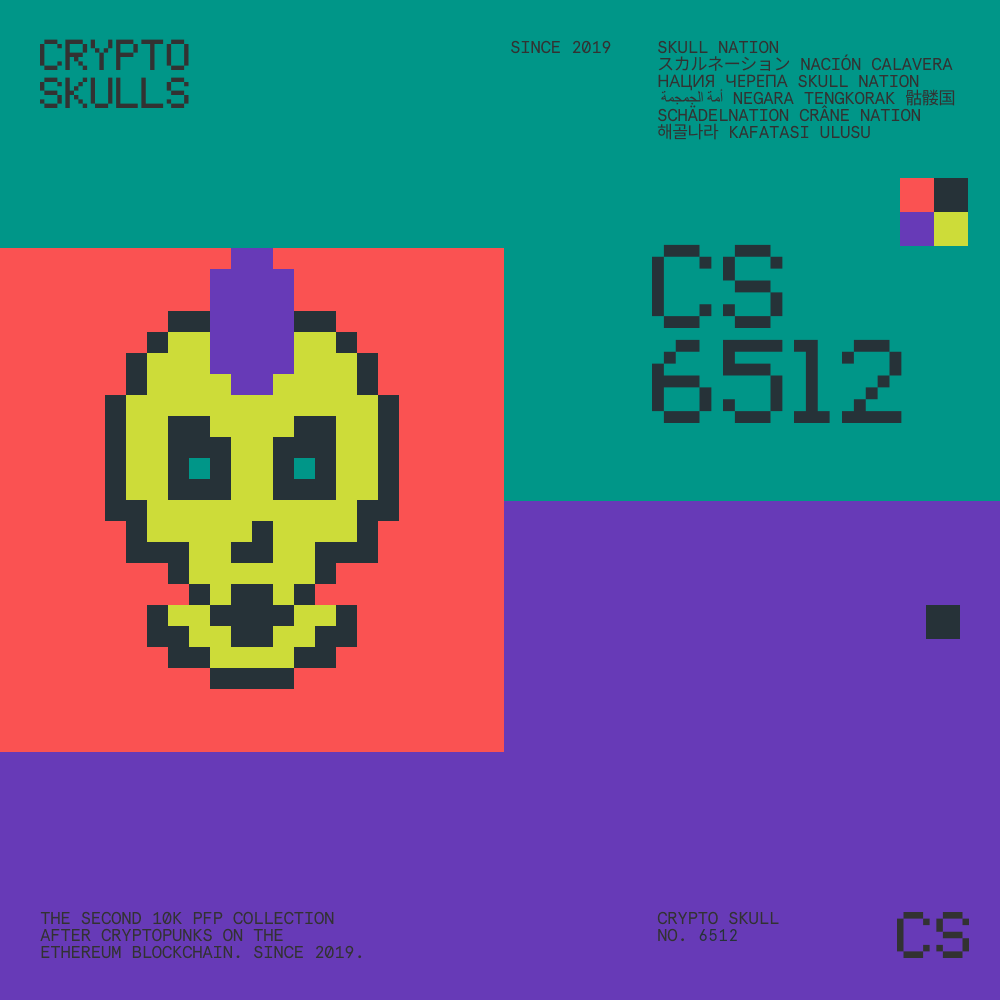 CRYPTO
SKULLS
SINCE 2019
SKULL NATION
スカルネーション NACIÓN CALAVERA
НАЦИЯ ЧЕРЕПА SKULL NATION
أمة الجمجمة NEGARA TENGKORAK 骷髅国
SCHÄDELNATION CRÂNE NATION
해골나라 KAFATASI ULUSU
CS
6512
THE SECOND 10K PFP COLLECTION
AFTER CRYPTOPUNKS ON THE
ETHEREUM BLOCKCHAIN. SINCE 2019.
CRYPTO SKULL
NO. 6512
CS